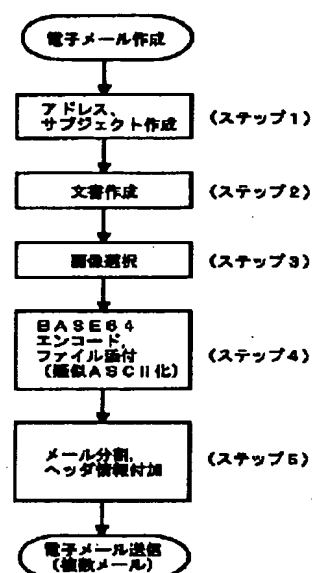 電子メール作成
アドレス、
サブジェクト作成
(ステップ1)
文書作成
(ステップ2)
画像選択
(ステップ3)
BASE64
エンコード,
ファイル添付
(擬似ASCII化)
(ステップ4)
メール分割,
ヘッダ情報付加
(ステップ5)
電子メール送信
(複数メール)